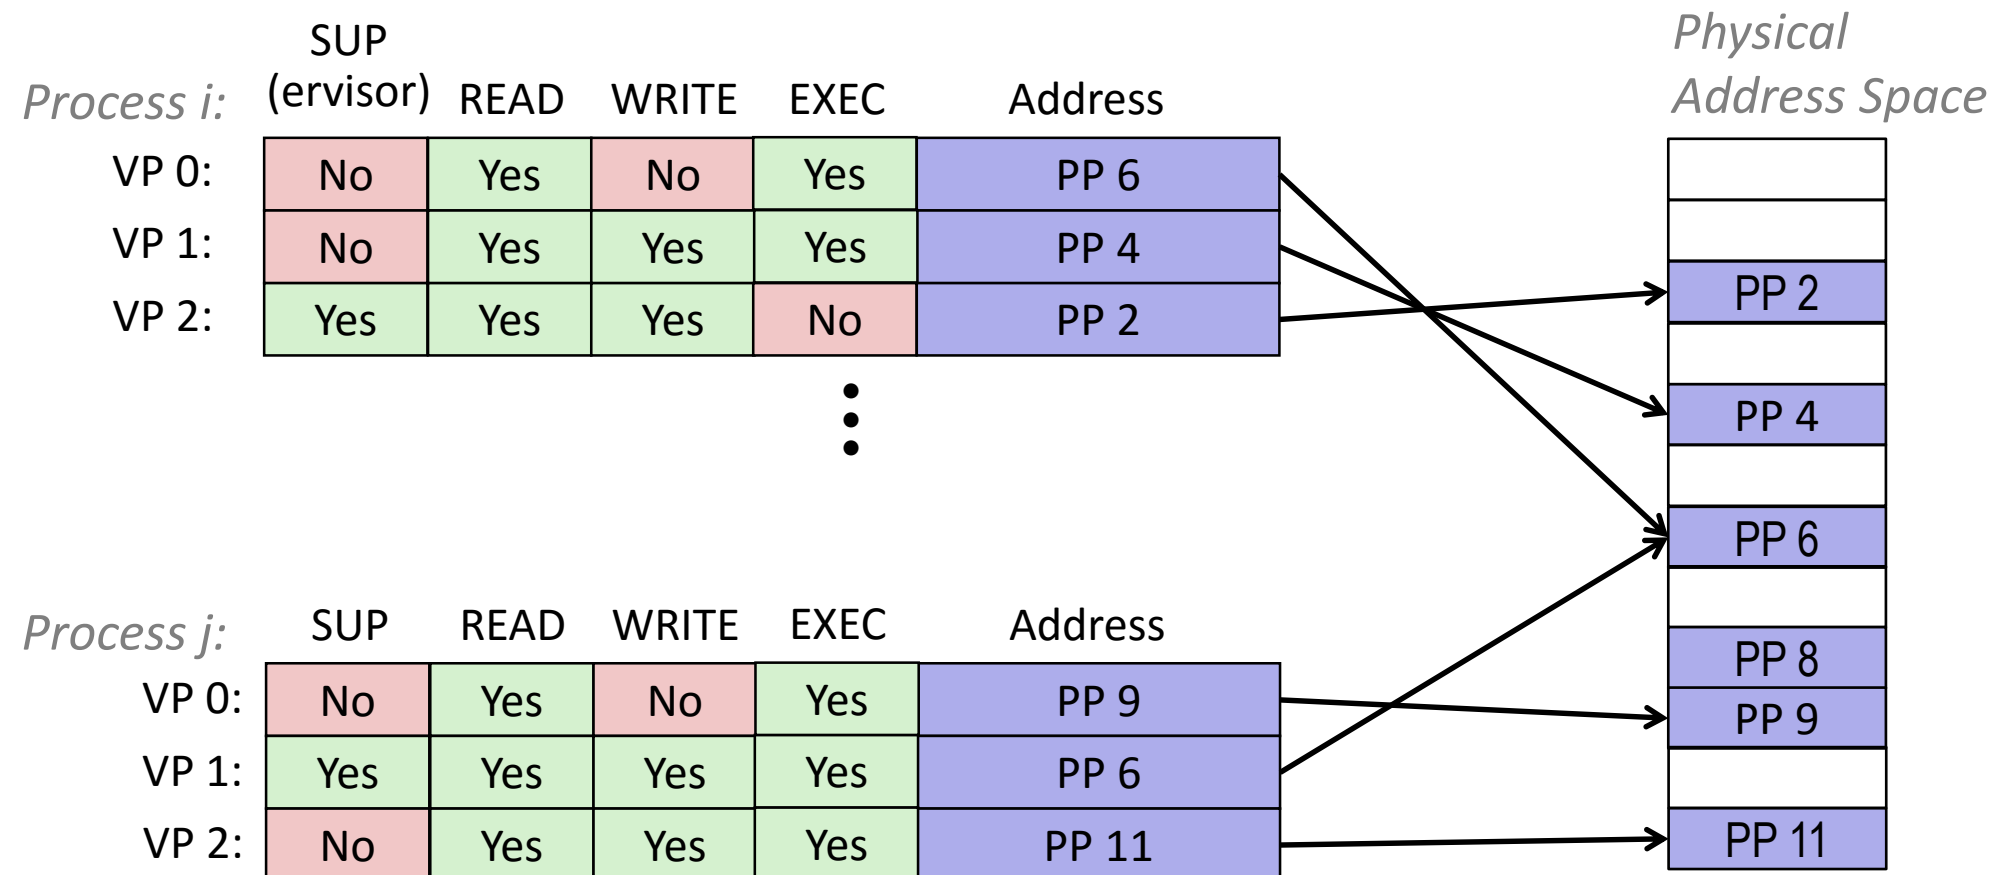 SUP
(ervisor)
Process i: READ WRITE EXEC Address
VP 0: No Yes No Yes PP 6
VP 1: No Yes Yes Yes PP 4
VP 2: Yes Yes Yes No PP 2
Process j: SUP READ WRITE EXEC Address
VP 0: No Yes No Yes PP 9
VP 1: Yes Yes Yes Yes PP 6
VP 2: No Yes Yes Yes PP 11
Physical
Address Space
PP 2
PP 4
PP 6
PP 8
PP 9
PP 11